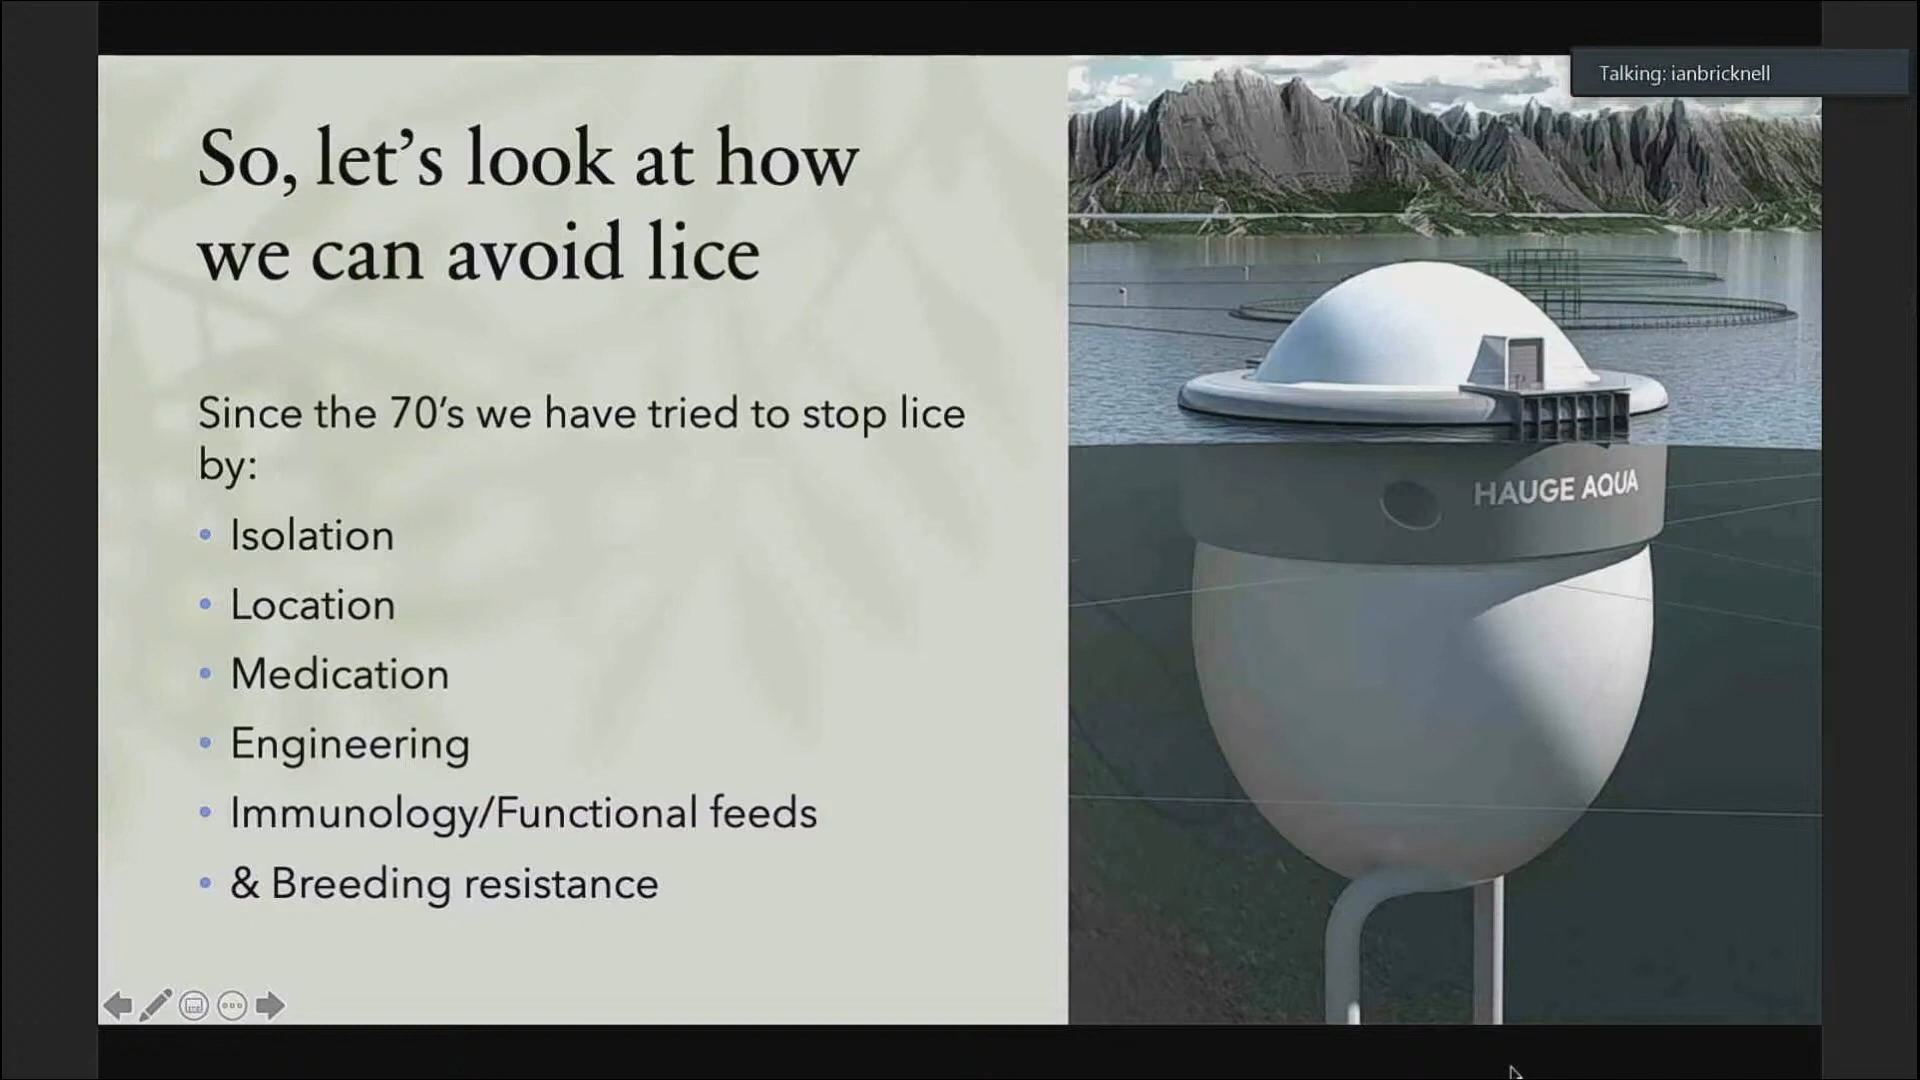 Talking: ianbricknell
So, let’s look at how
we can avoid lice
Since the 70‘s we have tried to stop lice
by:
• Isolation
• Location
• Medication
• Engineering
• Immunology/Functional feeds
• & Breeding resistance
HAUGE AQUA